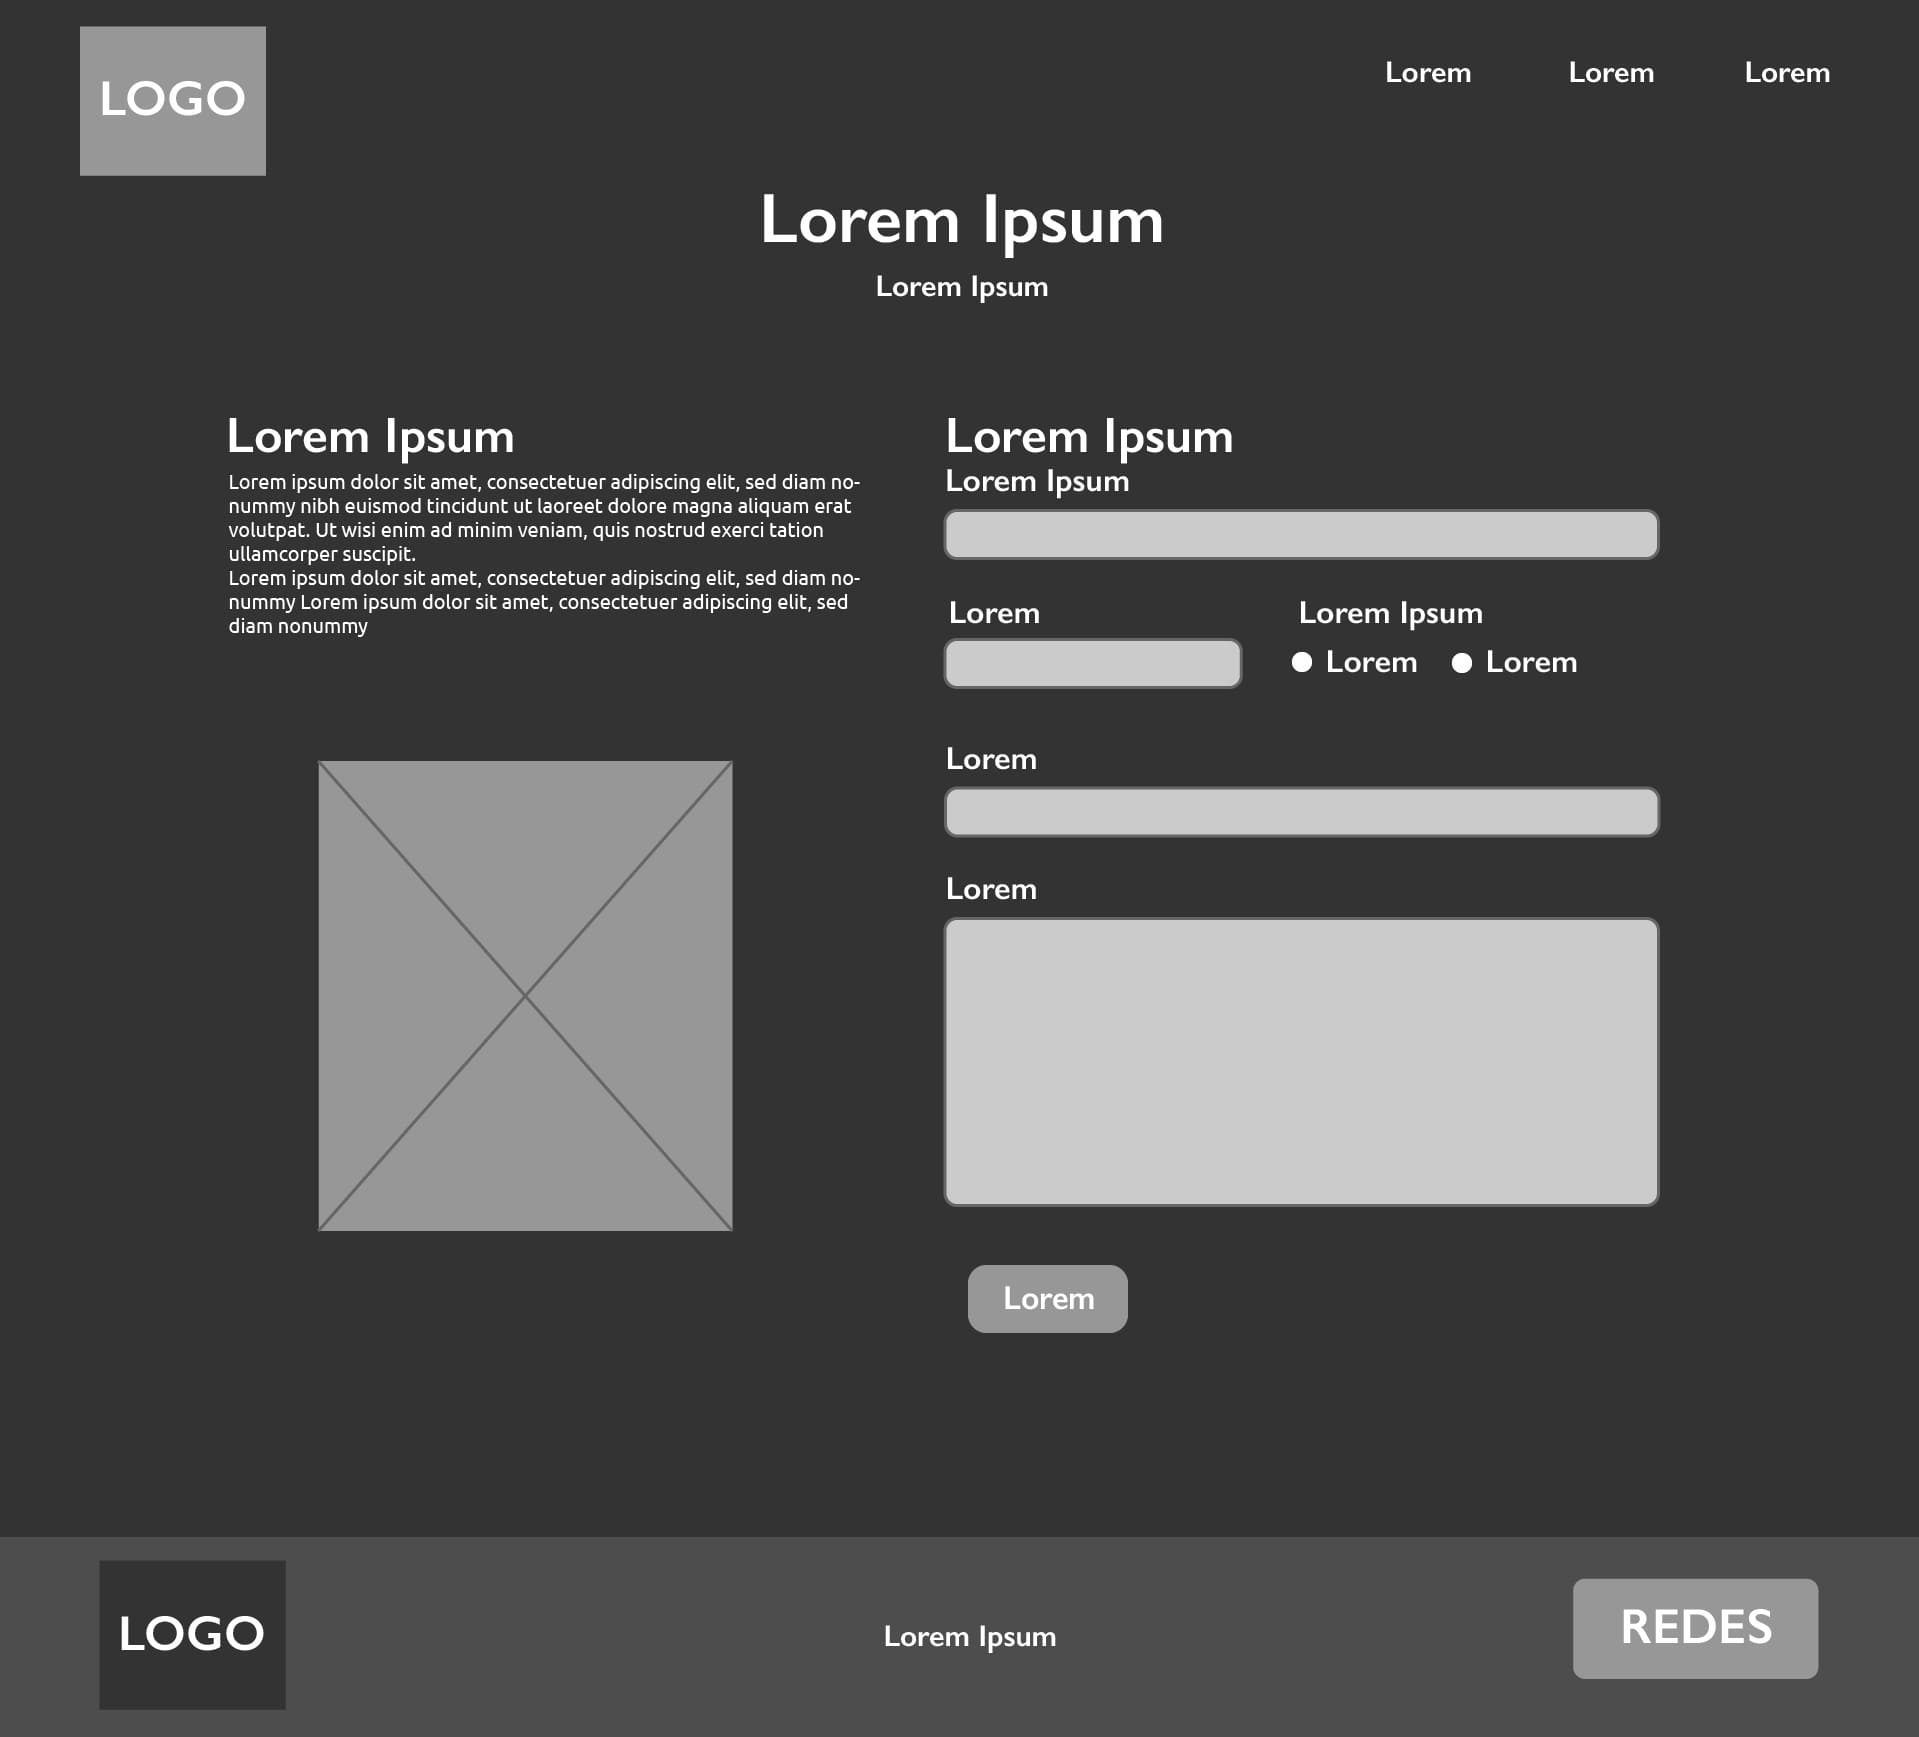 LOGO
Lorem
Lorem
Lorem
Lorem Ipsum
Lorem Ipsum
Lorem Ipsum
Lorem ipsum dolor sit amet, consectetuer adipiscing elit, sed diam no-
nummy nibh euismod tincidunt ut laoreet dolore magna aliquam erat
volutpat. Ut wisi enim ad minim veniam, quis nostrud exerci tation
ullamcorper suscipit.
Lorem ipsum dolor sit amet, consectetuer adipiscing elit, sed diam no-
nummy Lorem ipsum dolor sit amet, consectetuer adipiscing elit, sed
diam nonummy
Lorem Ipsum
Lorem Ipsum
Lorem
Lorem Ipsum
Lorem
Lorem
Lorem
Lorem
Lorem
LOGO
Lorem Ipsum
REDES